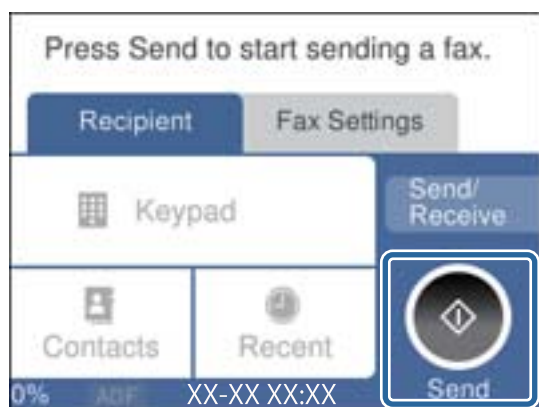 Press Send to start sending a fax.
Recipient
Fax Settings
Keypad
Send/
Receive
Contacts
Recent
0%
ADF
XX-XX XX:XX
Send